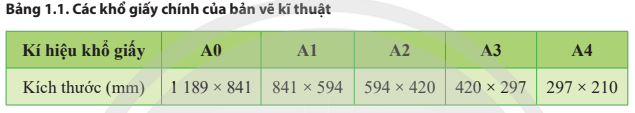 Bảng 1.1. Các khổ giấy chính của bản vẽ kĩ thuật
Kí hiệu khổ giấy A0 A1 A2 A3 A4
Kích thước (mm) 1 189 × 841 841 × 594 594 × 420 420 × 297 297 × 210